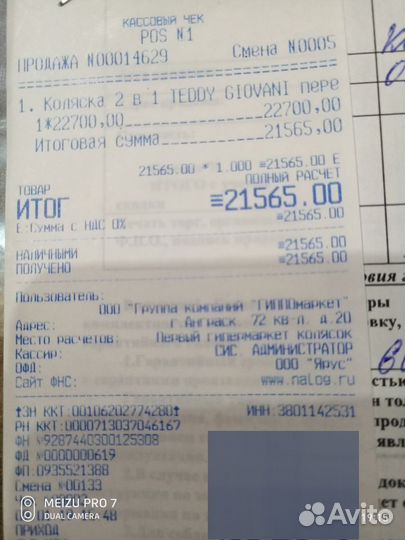 КАССОВЫЙ ЧЕК
POS N1
ПРОДАЖА N00014629 Смена N0005
1. Коляска 2 в 1 TEDDY GIOVANI пере
1*22700,00 22700,00
Итоговая сумма 21565,00
21565.00 * 1.000 ≡21565.00 Е
ПОЛНЫЙ РАСЧЕТ
ТОВАР
ИТОГ ≡21565.00
Е:Сумма с НДС 0% ≡21565.00
НАЛИЧНЫМИ ≡21565.00
ПОЛУЧЕНО ≡21565.00
Пользователь:
ООО "Группа компаний "ГИППОмаркет"
Адрес: г.Ангарск, 72 кв-л, д.20
Место расчетов: Первый гипермаркет колясок
Кассир: СИС. АДМИНИСТРАТОР
ОФД: ООО "Ярус"
Сайт ФНС: www.nalog.ru
ЗН ККТ:00106202774280 ИНН:3801142531
РН ККТ:0000713037046167
ФН №9287440300125308
ФД №0000000619
ФП:0935521388
Смена №00133
ПРИХОД
MEIZU PRO 7
DUAL CAMERA
Avito